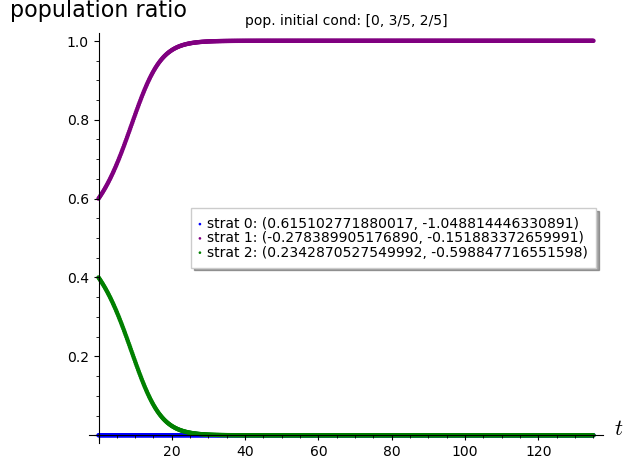 population ratio
pop. initial cond: [0, 3/5, 2/5]
1.0
0.8
0.6
strat 0: (0.615102771880017, -1.048814446330891)
strat 1: (-0.278389905176890, -0.151883372659991)
strat 2: (0.2342870527549992, -0.598847716551598)
0.4
0.2
t
20 40 60 80 100 120